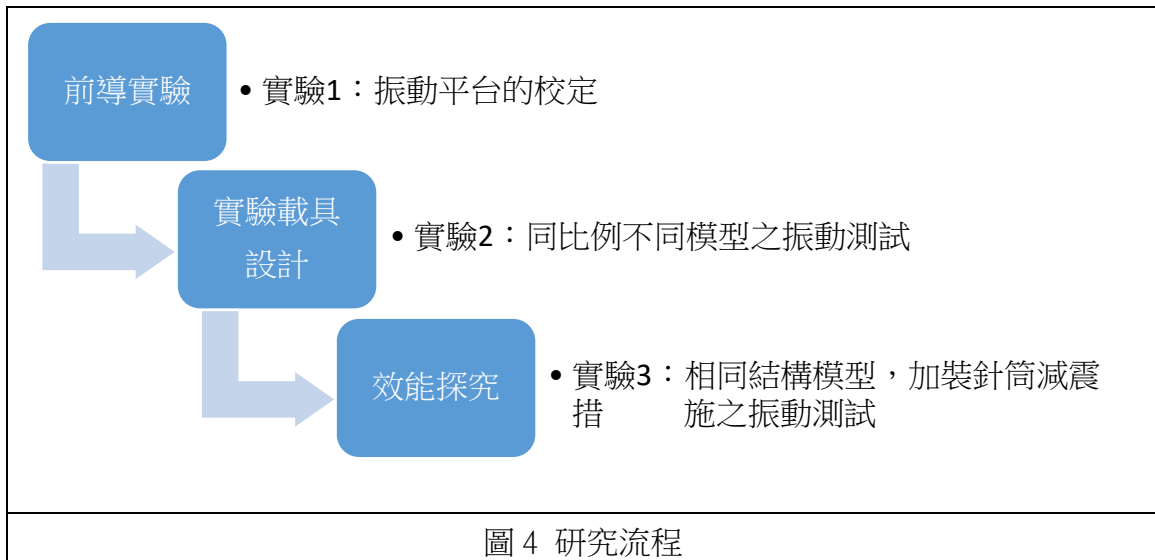 前導實驗
• 實驗1：振動平台的校定
實驗載具
設計
• 實驗2：同比例不同模型之振動測試
效能探究
• 實驗3：相同結構模型，加裝針筒減震
措 施之振動測試
圖 4 研究流程